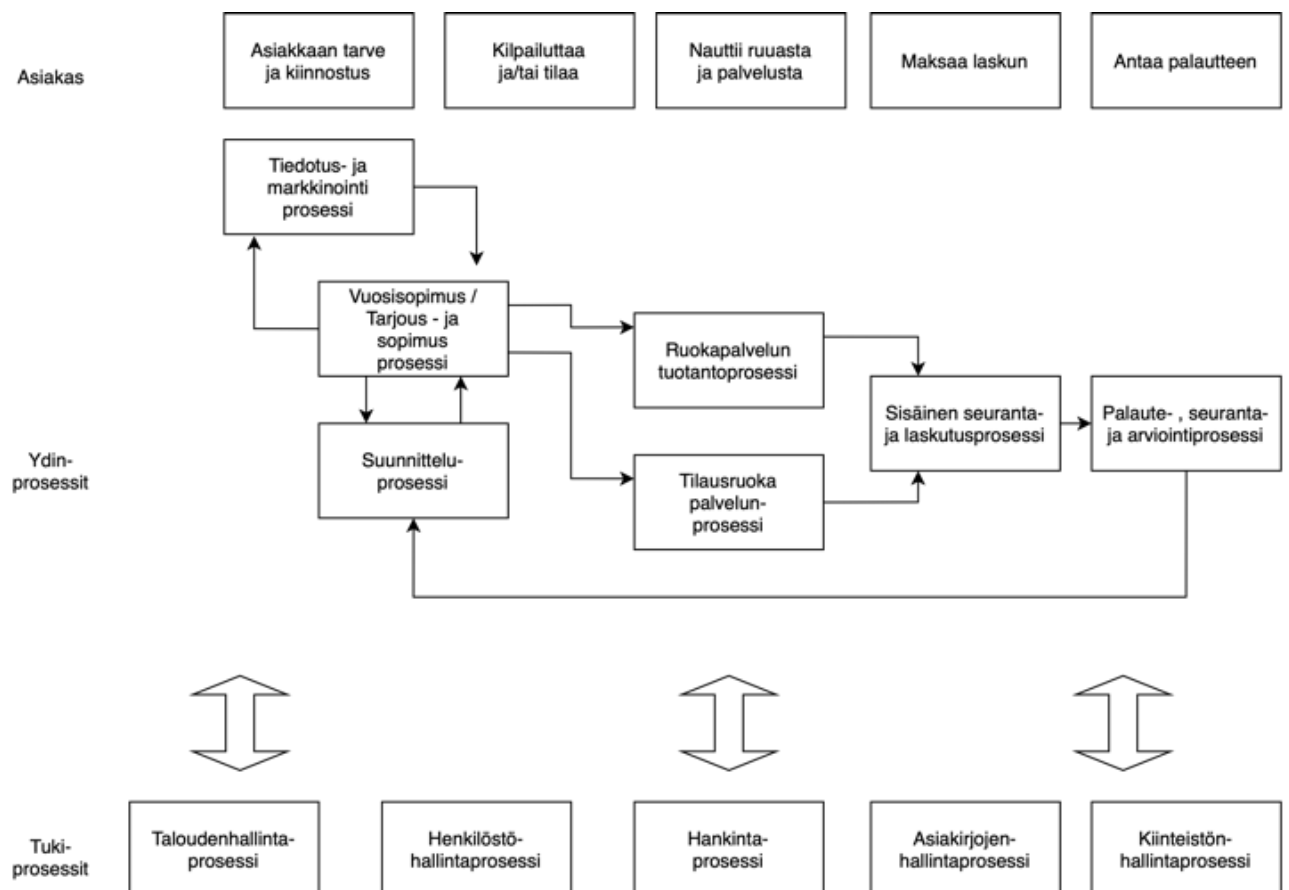 Asiakas
Asiakkaan tarve
ja kiinnostus
Kilpailuttaa
ja/tai tilaa
Nauttii ruuasta
ja palvelusta
Maksaa laskun
Antaa palautteen
Ydin-
prosessit
Tiedotus- ja
markkinointi
prosessi
Vuosisopimus /
Tarjous - ja
sopimus
prosessi
Suunnittelu-
prosessi
Ruokapalvelun
tuotantoprosessi
Tilausruoka
palvelun-
prosessi
Sisäinen seuranta-
ja laskutusprosessi
Palaute- , seuranta-
ja arviointiprosessi
Tuki-
prosessit
Taloudenhallinta-
prosessi
Henkilöstö-
hallintaprosessi
Hankinta-
prosessi
Asiakirjojen-
hallintaprosessi
Kiinteistön-
hallintaprosessi